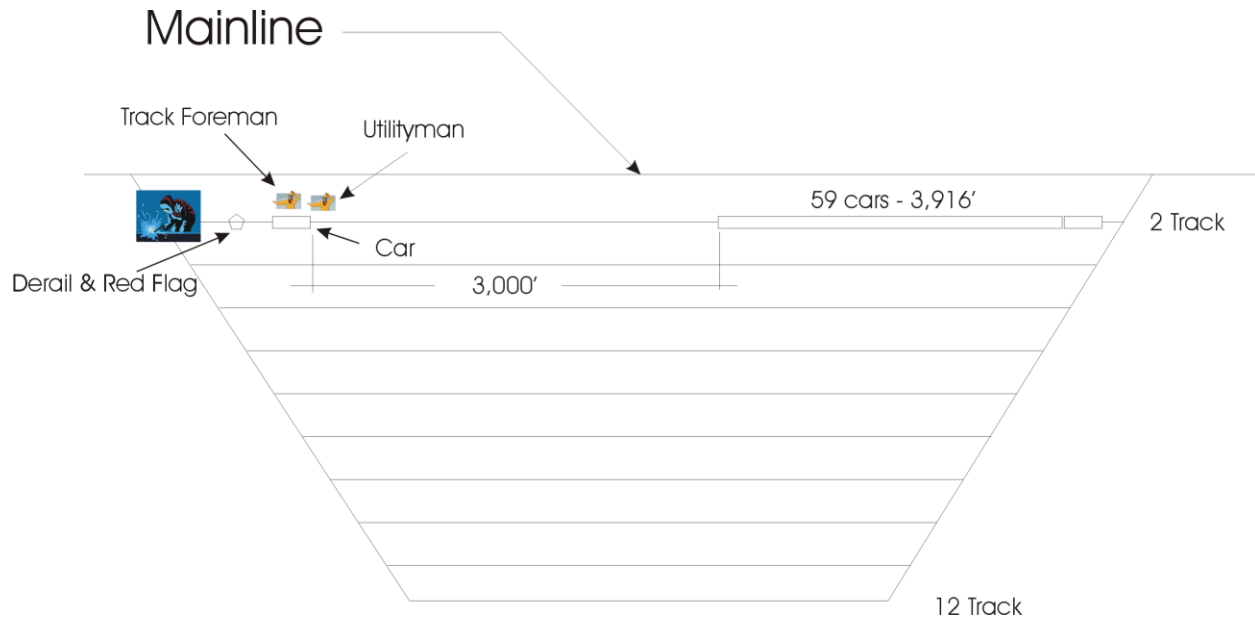 Mainline
Track Foreman
Utilityman
59 cars - 3,916’
2 Track
Car
Derail & Red Flag
3,000’
12 Track